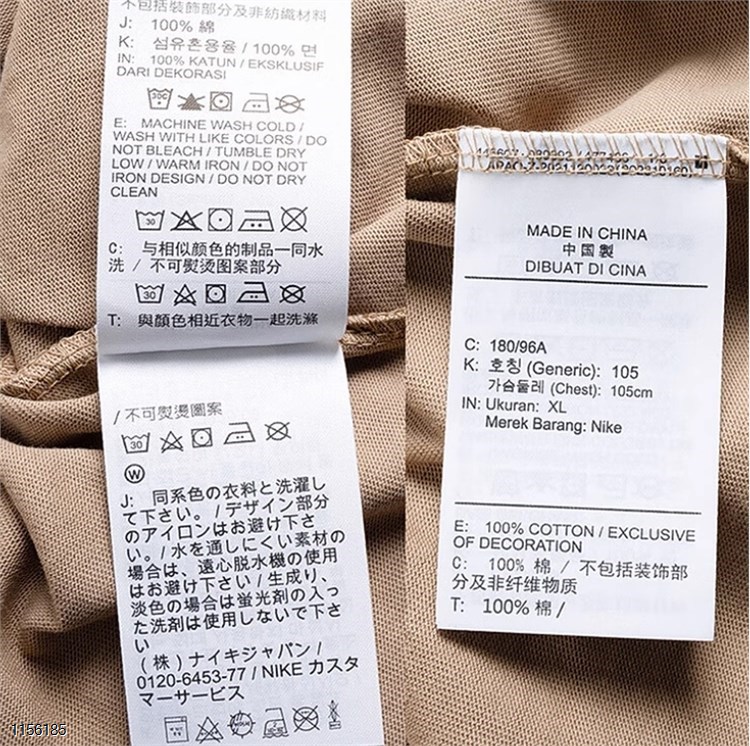 不包括裝飾部分及非紡織材料
J: 100% 綿
K: 섬유혼용율 / 100% 면
IN: 100% KATUN / EKSKLUSIF
DARI DEKORASI
E: MACHINE WASH COLD /
WASH WITH LIKE COLORS / DO
NOT BLEACH / TUMBLE DRY
LOW / WARM IRON / DO NOT
IRON DESIGN / DO NOT DRY
CLEAN
30
C: 与相似颜色的制品一同水
洗 / 不可熨烫图案部分
30
T: 與顏色相近衣物一起洗滌
/不可熨燙圖案
30
W
J: 同系色の衣料と洗濯し
て下さい。/デザイン部分
のアイロンはお避け下さ
い。/水を通しにくい素材の
場合は、遠心脱水機の使用
はお避け下さい/生成り、
淡色の場合は蛍光剤の入っ
た洗剤は使用しないで下さ
い
(株)ナイキジャパン/
0120-6453-77 / NIKE カスタ
マーサービス
MADE IN CHINA
中国製
DIBUAT DI CINA
C: 180/96A
K: 호칭 (Generic): 105
가슴둘레 (Chest): 105cm
IN: Ukuran: XL
Merek Barang: Nike
E: 100% COTTON / EXCLUSIVE
OF DECORATION
C: 100% 棉 / 不包括装饰部
分及非纤维物质
T: 100% 棉 /
1156185